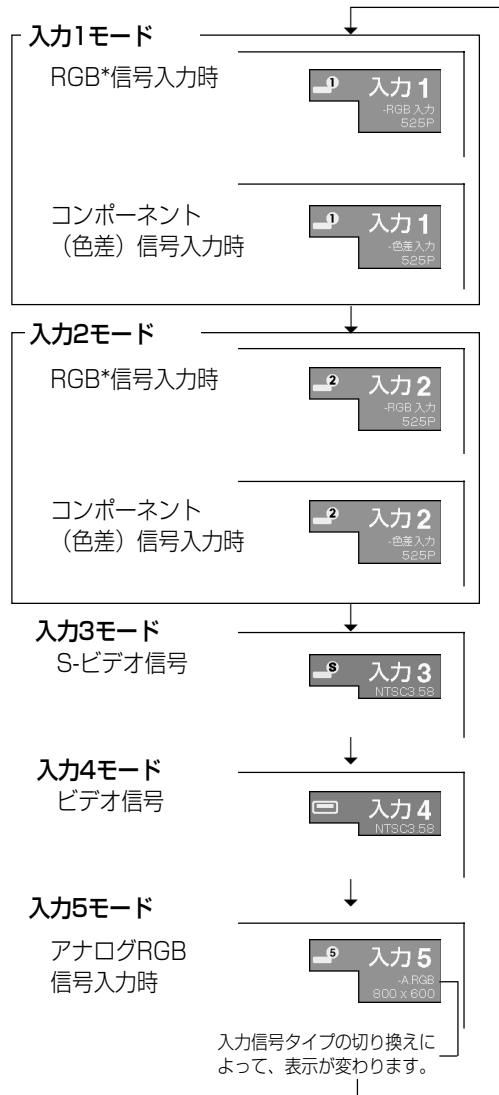 入力1モード
RGB*信号入力時
入力1
-RGB入力
525P
コンポーネント
（色差）信号入力時
入力1
-色差入力
525P
入力2モード
RGB*信号入力時
入力2
-RGB入力
525P
コンポーネント
（色差）信号入力時
入力2
-色差入力
525P
入力3モード
S-ビデオ信号
入力3
NTSC3.58
入力4モード
ビデオ信号
入力4
NTSC3.58
入力5モード
アナログRGB
信号入力時
入力5
-A.RGB
800 x 600
入力信号タイプの切り換えに
よって、表示が変わります。